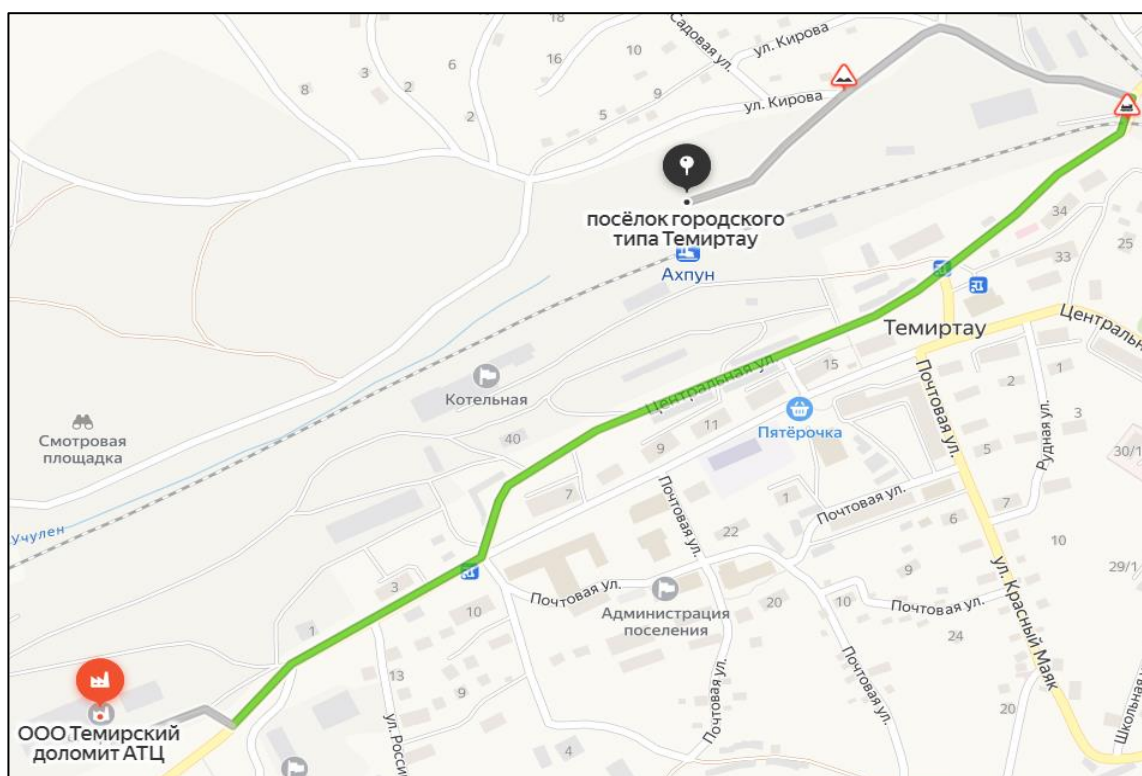 Садовая ул.
ул. Кирова
10
16
18
6
3
2
8
9
5
2
ул. Кирова
посёлок городского
типа Темиртау
Ахпун
34
33
25
Темиртау
Центральн
Центральная ул.
15
Котельная
Смотровая
площадка
40
11
9
Пятёрочка
7
Почтовая ул.
2
1
3
Рудная ул.
5
30/1
Почтовая ул.
1
Почтовая ул.
22
7
6
10
29/1
Учулен
3
10
Почтовая ул.
Администрация
поселения
20
10
9
Почтовая ул.
24
ул. Красный Маяк
1
13
9
ул. Росси
Почтовая ул.
Почтовая ул.
20
Школьная у
4
ООО Темирский
доломит АТЦ